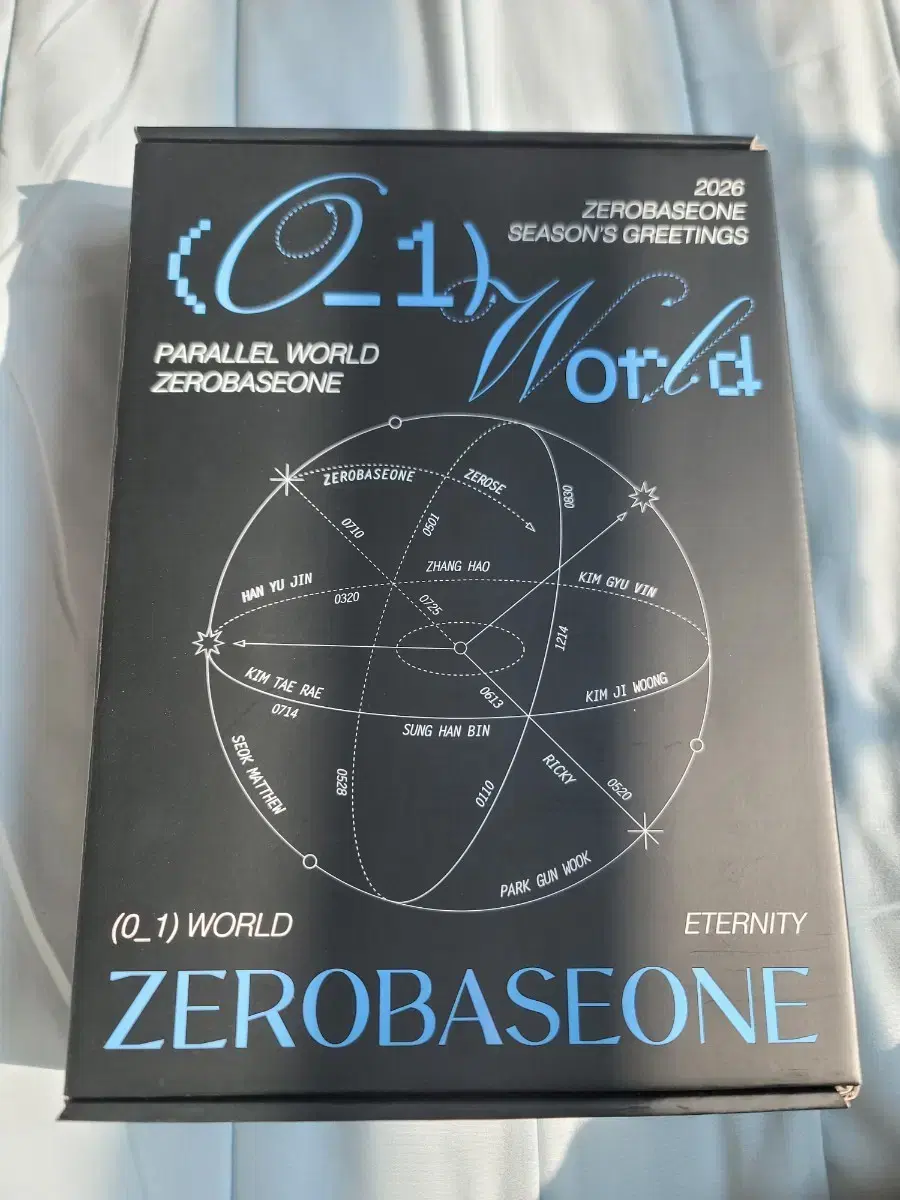 2026
ZEROBASEONE
SEASON'S GREETINGS
(0_1)
World
PARALLEL WORLD
ZEROBASEONE
ZEROBASEONE
ZEROSE
0830
0710
0501
ZHANG HAO
KIM GYU VIN
HAN YU JIN
0320
0725
1214
KIM TAE RAE
0714
0613
KIM JI WOONG
SUNG HAN BIN
SEOK MATTHEW
0528
0110
RICKY
0520
PARK GUN WOOK
(0_1) WORLD
ETERNITY
ZEROBASEONE